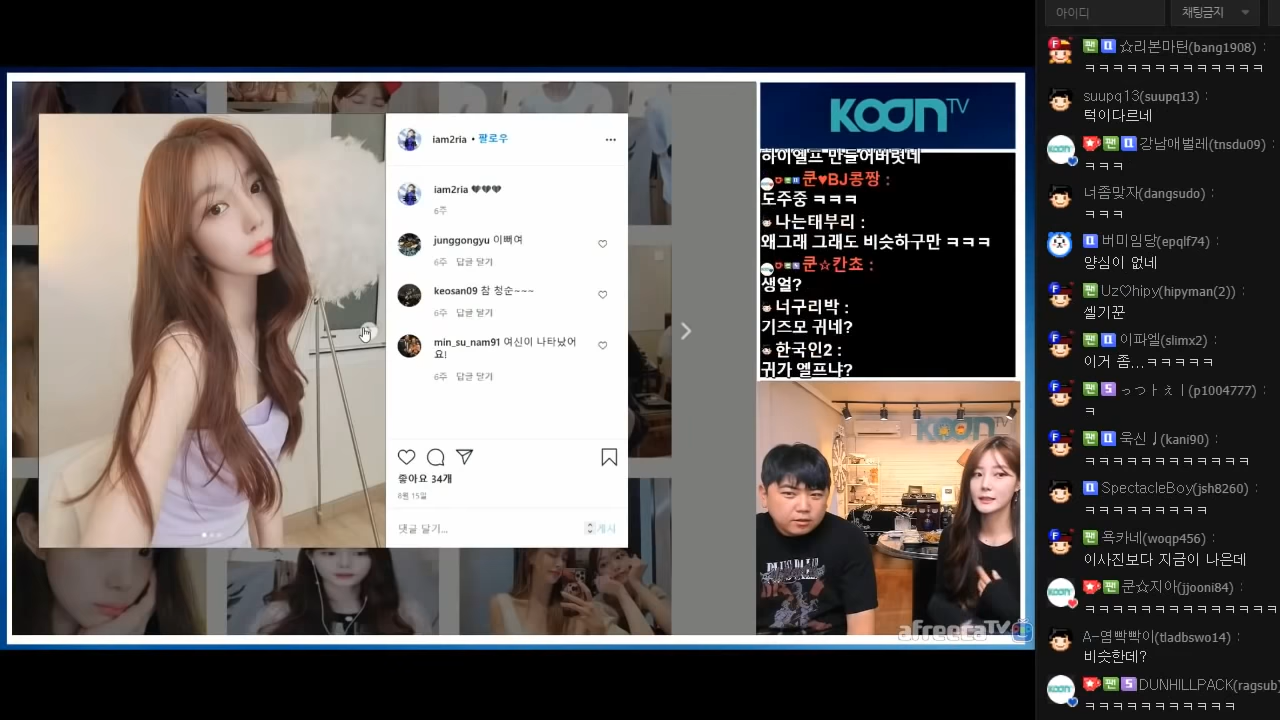 iam2ria • 팔로우
iam2ria
6주
junggongyu 이뻐여
6주 답글 달기
keosan09 참 청순~~~
6주 답글 달기
min_su_nam91 여신이 나타났어
요!
6주 답글 달기
좋아요 34개
8월 15일
댓글 달기...
게시
KOON TV
하이엘프 만들어버렷네
쿤♥BJ콩짱 :
도주중 ㅋㅋㅋ
나는태부리 :
왜그래 그래도 비슷하구만 ㅋㅋㅋ
쿤☆칸초 :
생얼?
너구리박 :
기즈모 귀네?
한국인2 :
귀가 엘프냐?
KOON TV
afreecaTV
아이디
채팅금지
팬 ☆리본마틴(bang1908) :
ㅋㅋㅋㅋㅋㅋㅋㅋㅋㅋㅋㅋㅋ
suupq13(suupq13) :
턱이다르네
팬 강남애벌레(tnsdu09) :
ㅋㅋㅋ
너좀맞자(dangsudo) :
ㅋㅋㅋ
버미임당(epqlf74) :
양심이 없네
팬 Uz♡hipy(hipyman(2)) :
셀기꾼
팬 이파엘(slimx2) :
이거 좀...ㅋㅋㅋㅋㅋ
팬 S っつㅏぇㅣ(p1004777) :
ㅋ
팬 욱신♩(kani90) :
ㅋㅋㅋㅋㅋㅋㅋㅋㅋㅋㅋㅋ
SpectacleBoy(jsh8260) :
ㅋㅋㅋㅋㅋㅋㅋㅋㅋ
팬 욕카네(woqp456) :
이사진보다 지금이 나은데
팬 쿤☆지아(jjooni84) :
ㅋㅋㅋㅋㅋㅋㅋㅋㅋㅋㅋㅋㅋㅋ
A-염빡빡이(tladbswo14) :
비슷한데?
팬 S DUNHILLPACK(ragsub
ㅋㅋㅋㅋㅋㅋㅋㅋㅋㅋㅋ